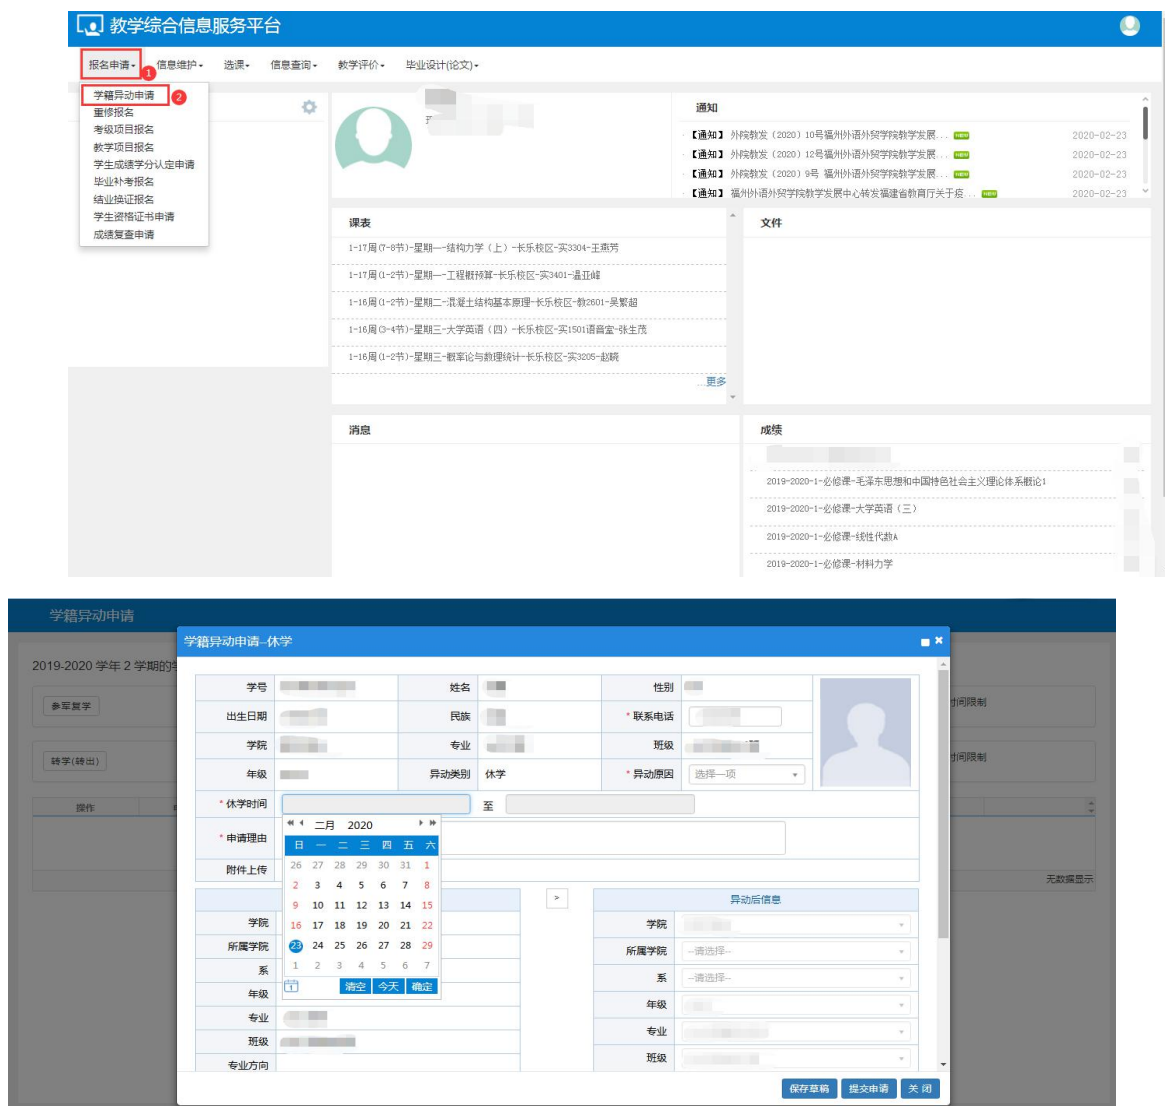 教学综合信息服务平台
报名申请 信息维护 选课 信息查询 教学评价 毕业设计(论文)
1
学籍异动申请 2
重修报名
考级项目报名
教学项目报名
学生成绩学分认定申请
毕业补考报名
结业换证报名
学生资格证书申请
成绩复查申请
通知
【通知】 外院教发（2020）10号福州外语外贸学院教学发展... NEW 2020-02-23
【通知】 外院教发（2020）12号福州外语外贸学院教学发展... NEW 2020-02-23
【通知】 外院教发（2020）9号 福州外语外贸学院教学发展... NEW 2020-02-23
【通知】 福州外语外贸学院教学发展中心转发福建省教育厅关于疫... NEW 2020-02-23
课表
1-17周(7-8节)-星期一-结构力学（上）-长乐校区-实3304-王燕芳
1-17周(1-2节)-星期一-工程概预算-长乐校区-实3401-温亚峰
1-16周(1-2节)-星期二-混凝土结构基本原理-长乐校区-教2601-吴繁超
1-16周(3-4节)-星期三-大学英语（四）-长乐校区-实1501语音室-张生茂
1-16周(1-2节)-星期三-概率论与数理统计-长乐校区-实3205-赵晓
...更多
文件
消息
成绩
2019-2020-1-必修课-毛泽东思想和中国特色社会主义理论体系概论1
2019-2020-1-必修课-大学英语（三）
2019-2020-1-必修课-线性代数A
2019-2020-1-必修课-材料力学
学籍异动申请
学籍异动申请--休学
2019-2020 学年 2 学期的学
参军复学 时间限制
转学(转出) 时间限制
操作
无数据显示
学号 姓名 性别
出生日期 民族 * 联系电话
学院 专业 班级
年级 异动类别 休学 * 异动原因 选择一项
* 休学时间 至
* 申请理由
附件上传
二月 2020
日 一 二 三 四 五 六
26 27 28 29 30 31 1
2 3 4 5 6 7 8
9 10 11 12 13 14 15
16 17 18 19 20 21 22
23 24 25 26 27 28 29
1 2 3 4 5 6 7
1 清空 今天 确定
> 异动后信息
学院 学院
所属学院 所属学院 --请选择--
系 系 --请选择--
年级 年级
专业 专业
班级 班级
专业方向
保存草稿 提交申请 关 闭